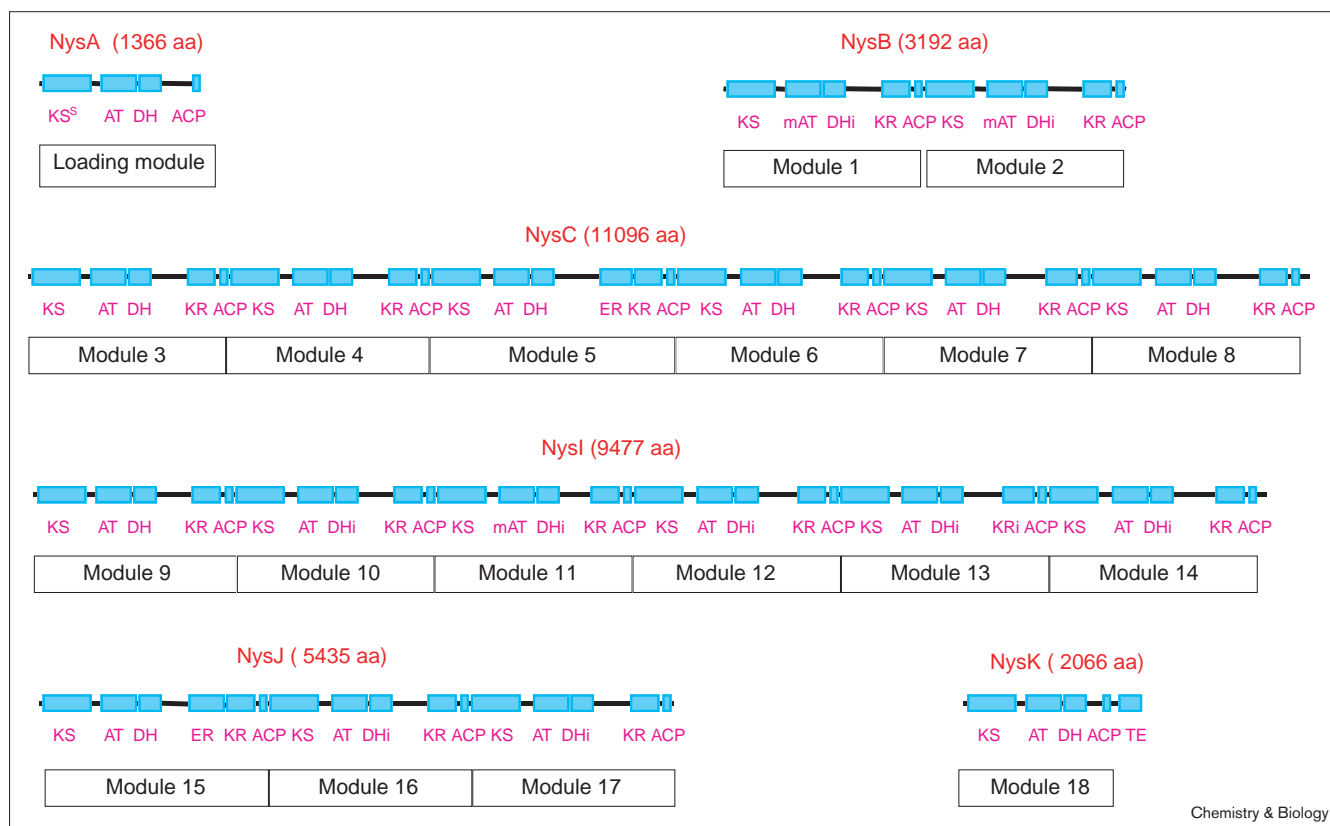 NysA (1366 aa)
NysB (3192 aa)
KSS AT DH ACP
KS mAT DHi KR ACP KS mAT DHi KR ACP
Loading module
Module 1 Module 2
NysC (11096 aa)
KS AT DH KR ACP KS AT DH KR ACP KS AT DH ER KR ACP KS AT DH KR ACP KS AT DH KR ACP KS AT DH KR ACP
Module 3 Module 4 Module 5 Module 6 Module 7 Module 8
NysI (9477 aa)
KS AT DH KR ACP KS AT DHi KR ACP KS mAT DHi KR ACP KS AT DHi KR ACP KS AT DHi KRi ACP KS AT DHi KR ACP
Module 9 Module 10 Module 11 Module 12 Module 13 Module 14
NysJ ( 5435 aa)
NysK ( 2066 aa)
KS AT DH ER KR ACP KS AT DHi KR ACP KS AT DHi KR ACP
KS AT DH ACP TE
Module 15 Module 16 Module 17
Module 18
Chemistry & Biology